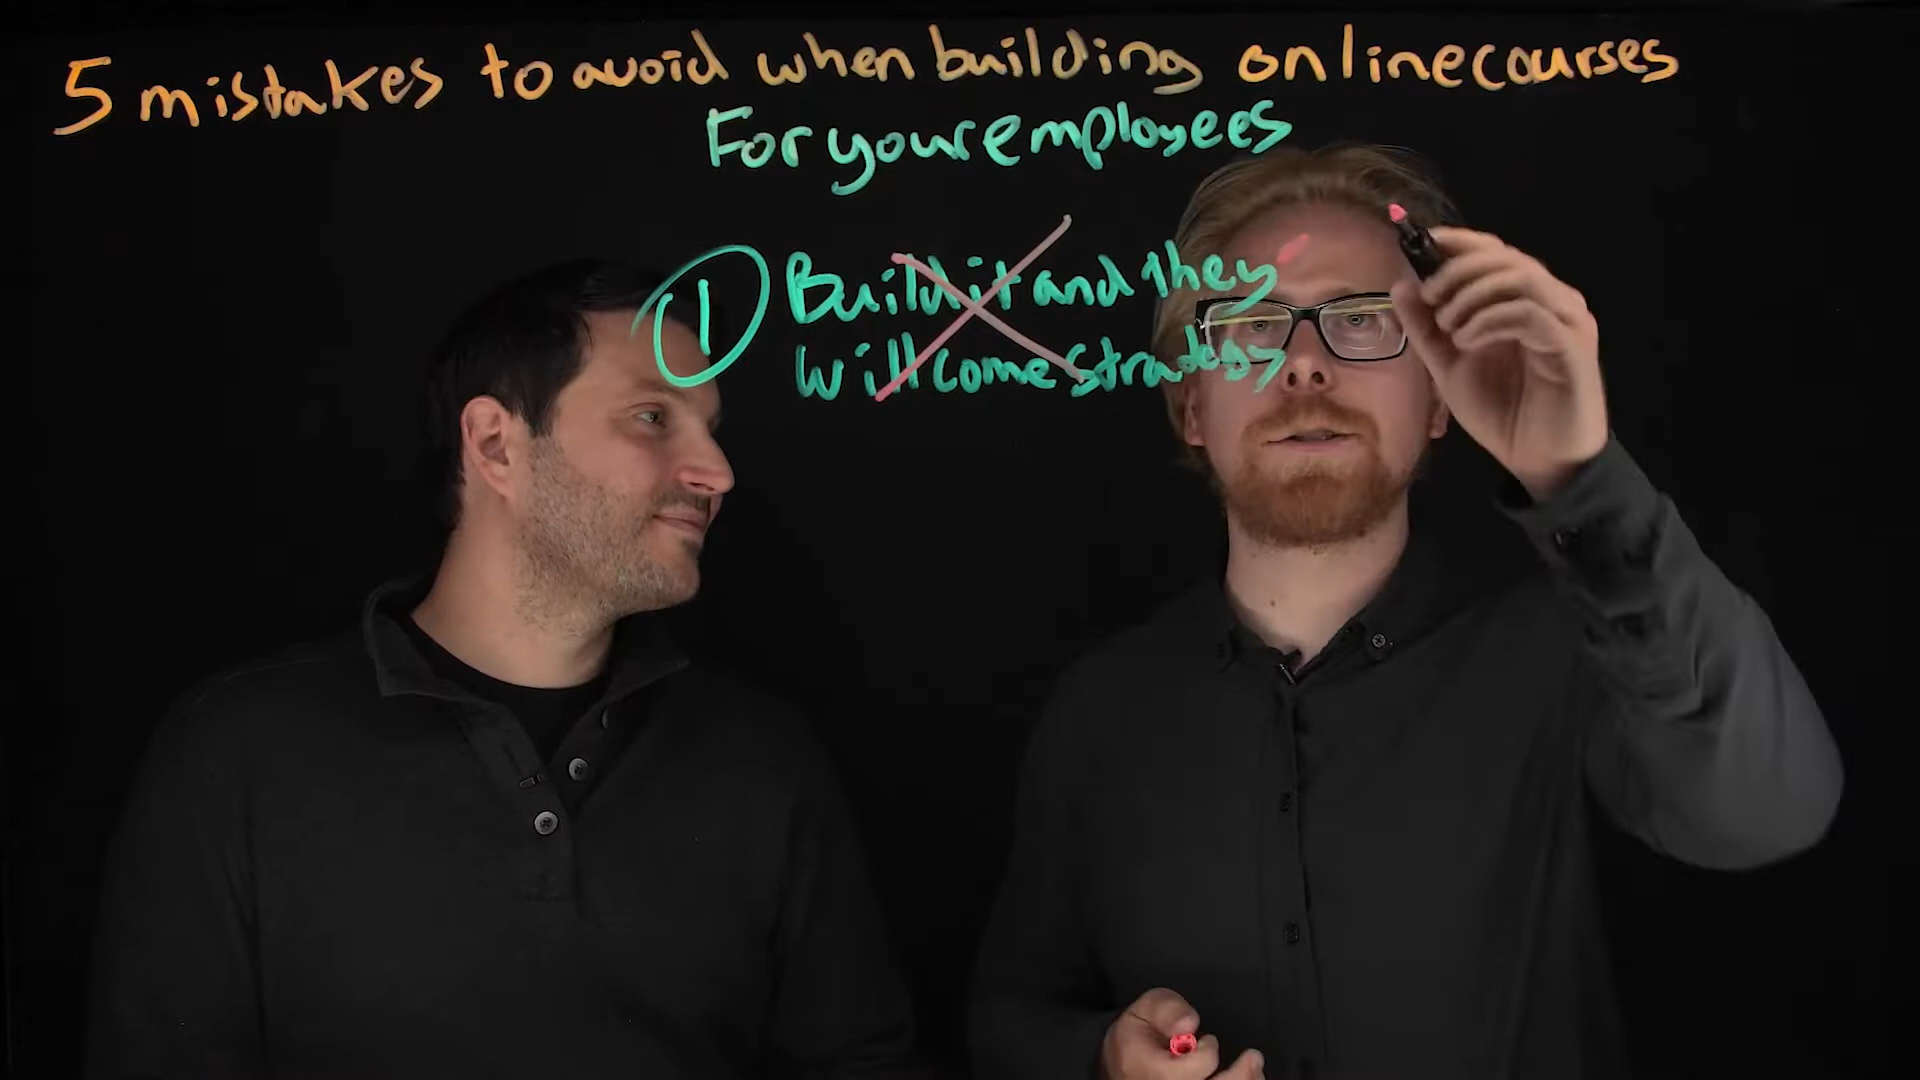 5 mistakes to avoid when building online courses
For your employees
1 Build it and they
will come strategy